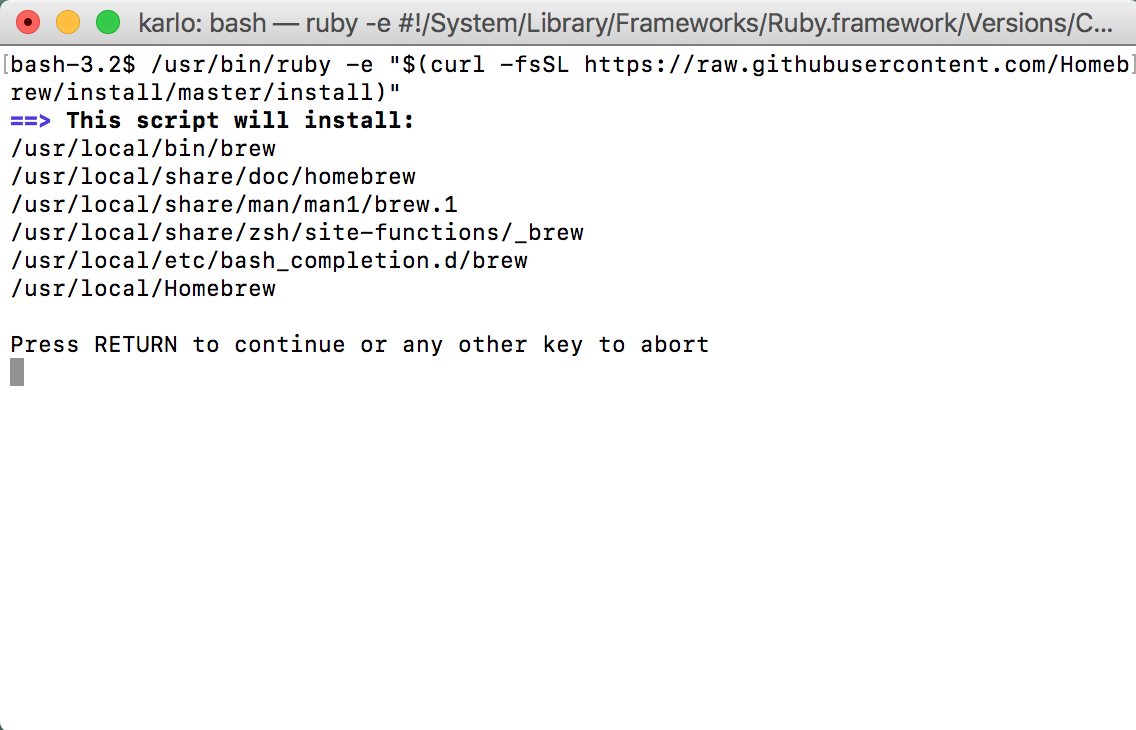 karlo: bash — ruby -e #!/System/Library/Frameworks/Ruby.framework/Versions/C...
[bash-3.2$ /usr/bin/ruby -e "$(curl -fsSL https://raw.githubusercontent.com/Homeb]
rew/install/master/install)"
==> This script will install:
/usr/local/bin/brew
/usr/local/share/doc/homebrew
/usr/local/share/man/man1/brew.1
/usr/local/share/zsh/site-functions/_brew
/usr/local/etc/bash_completion.d/brew
/usr/local/Homebrew
Press RETURN to continue or any other key to abort